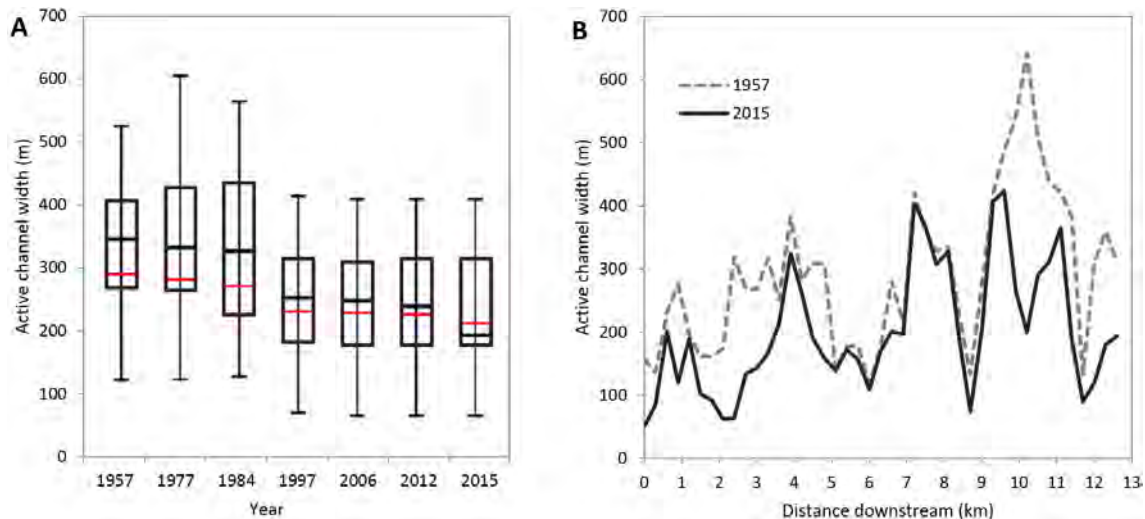 A
Active channel width (m)
700
600
500
400
300
200
100
0
1957 1977 1984 1997 2006 2012 2015
Year
B
Active channel width (m)
700
600
500
400
300
200
100
0
1957
2015
0 1 2 3 4 5 6 7 8 9 10 11 12 13
Distance downstream (km)